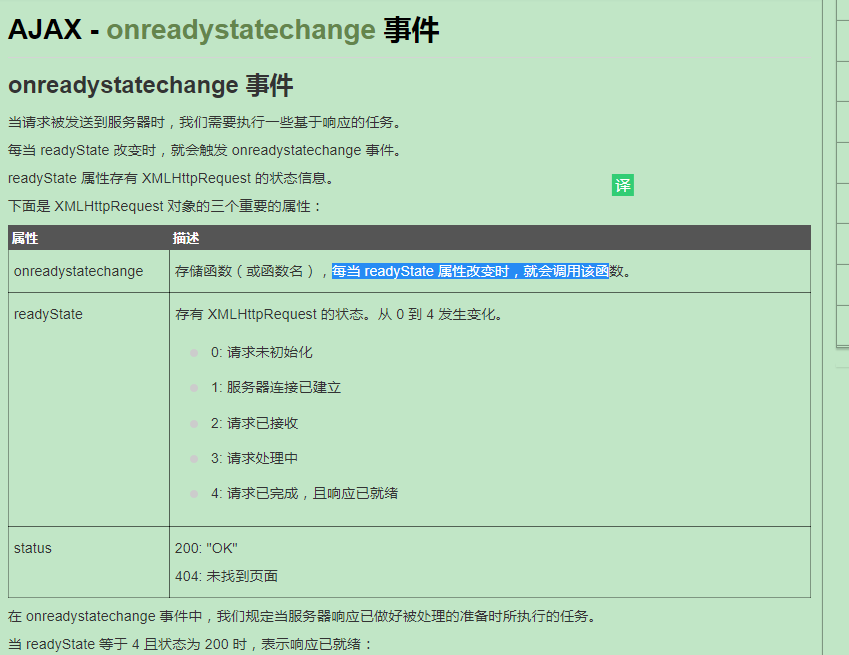 AJAX - onreadystatechange 事件
onreadystatechange 事件
当请求被发送到服务器时，我们需要执行一些基于响应的任务。
每当 readyState 改变时，就会触发 onreadystatechange 事件。
readyState 属性存有 XMLHttpRequest 的状态信息。
译
下面是 XMLHttpRequest 对象的三个重要的属性：
属性 描述
onreadystatechange 存储函数（或函数名），每当 readyState 属性改变时，就会调用该函数。
readyState 存有 XMLHttpRequest 的状态。从 0 到 4 发生变化。
0: 请求未初始化
1: 服务器连接已建立
2: 请求已接收
3: 请求处理中
4: 请求已完成，且响应已就绪
status 200: "OK"
404: 未找到页面
在 onreadystatechange 事件中，我们规定当服务器响应已做好被处理的准备时所执行的任务。
当 readyState 等于 4 且状态为 200 时，表示响应已就绪：